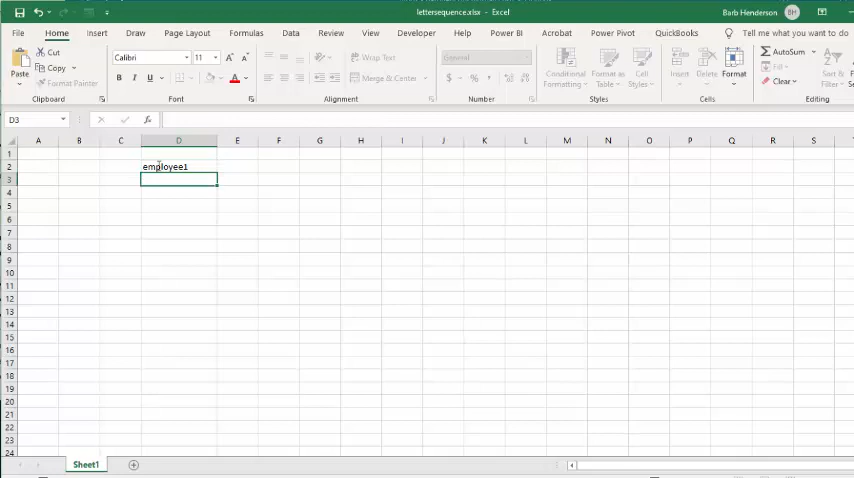 lettersequence.xlsx - Excel
Barb Henderson BH
File Home Insert Draw Page Layout Formulas Data Review View Developer Help Power BI Acrobat Power Pivot QuickBooks Tell me what you want to do
Paste
Cut
Copy
Format Painter
Clipboard
Calibri 11
B I U
Font
Wrap Text
Merge & Center
Alignment
General
$ %
Number
Conditional Formatting
Format as Table
Cell Styles
Styles
Insert
Delete
Format
Cells
AutoSum
Fill
Clear
Sort &
Editing
D3
fx
A B C D E F G H I J K L M N O P Q R S
1
2 employee1
3
4
5
6
7
8
9
10
11
12
13
14
15
16
17
18
19
20
21
22
23
24
Sheet1